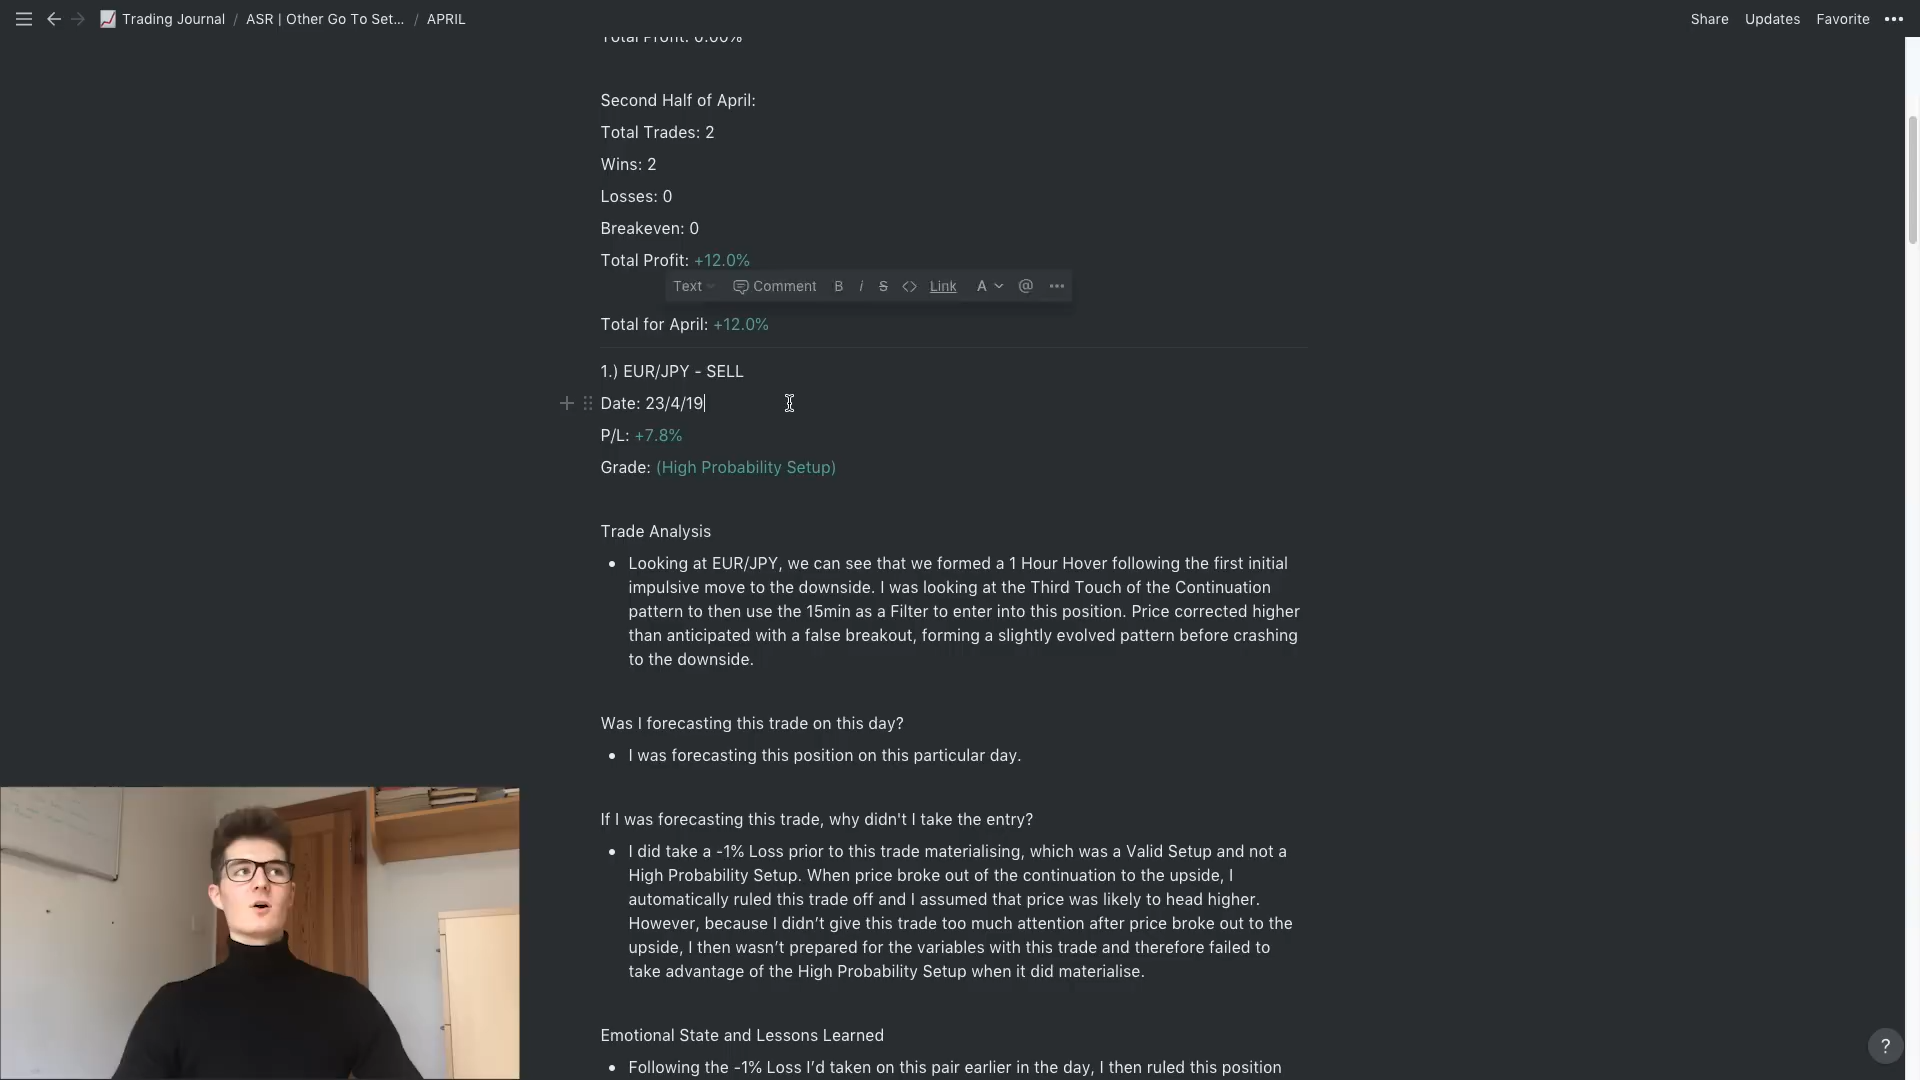 Trading Journal / ASR | Other Go To Set... / APRIL
Share Updates Favorite
Total Profit: 0.00%
Second Half of April:
Total Trades: 2
Wins: 2
Losses: 0
Breakeven: 0
Total Profit: +12.0%
Text Comment B i S <> Link A @ •••
Total for April: +12.0%
1.) EUR/JPY - SELL
Date: 23/4/19
P/L: +7.8%
Grade: (High Probability Setup)
Trade Analysis
• Looking at EUR/JPY, we can see that we formed a 1 Hour Hover following the first initial
impulsive move to the downside. I was looking at the Third Touch of the Continuation
pattern to then use the 15min as a Filter to enter into this position. Price corrected higher
than anticipated with a false breakout, forming a slightly evolved pattern before crashing
to the downside.
Was I forecasting this trade on this day?
• I was forecasting this position on this particular day.
If I was forecasting this trade, why didn't I take the entry?
• I did take a -1% Loss prior to this trade materialising, which was a Valid Setup and not a
High Probability Setup. When price broke out of the continuation to the upside, I
automatically ruled this trade off and I assumed that price was likely to head higher.
However, because I didn’t give this trade too much attention after price broke out to the
upside, I then wasn’t prepared for the variables with this trade and therefore failed to
take advantage of the High Probability Setup when it did materialise.
Emotional State and Lessons Learned
• Following the -1% Loss I’d taken on this pair earlier in the day, I then ruled this position
?